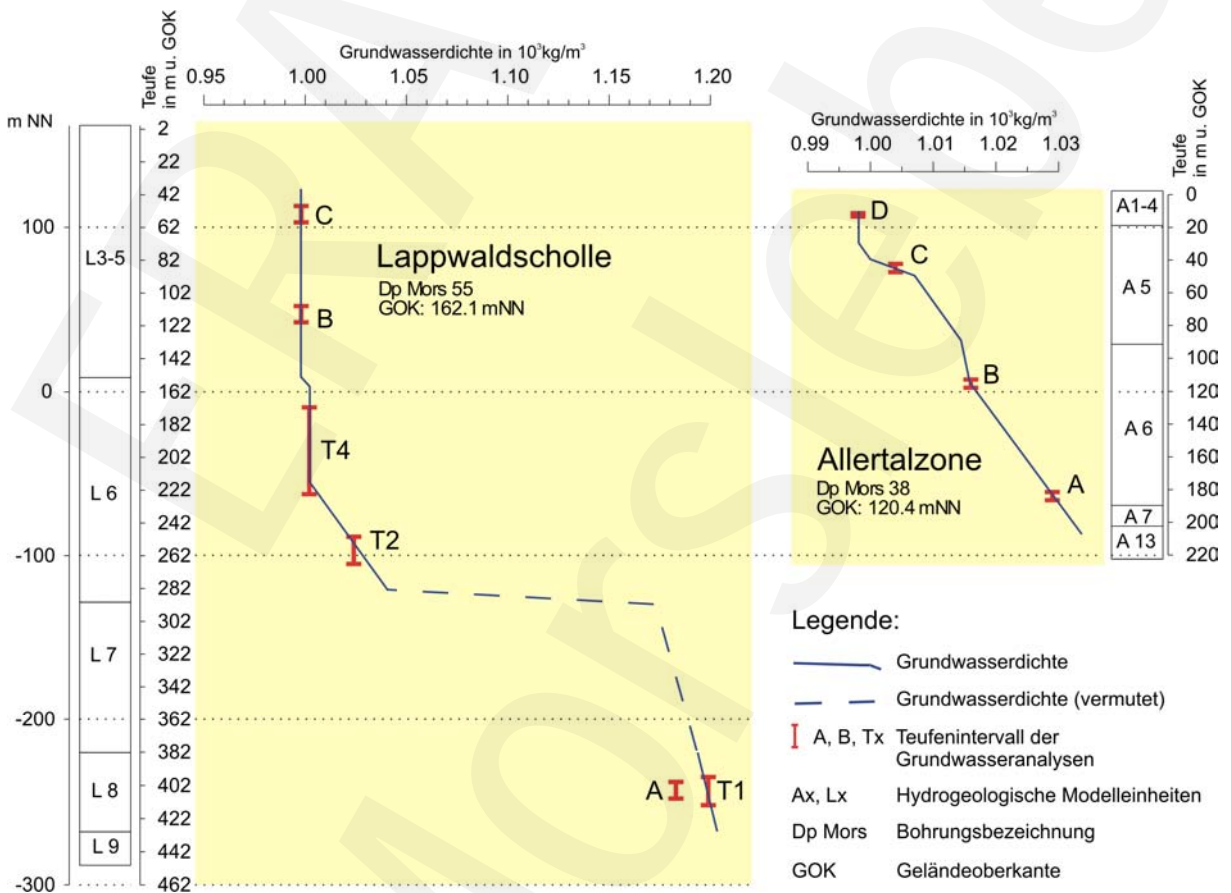 Grundwasserdichte in 10³kg/m³
0.95 1.00 1.05 1.10 1.15 1.20
Teufe
in m u. GOK
m NN
100
0
-100
-200
-300
L3-5
L 6
L 7
L 8
L 9
2
22
42
62
82
102
122
142
162
182
202
222
242
262
282
302
322
342
362
382
402
422
442
462
C
B
T4
T2
A
T1
Lappwaldscholle
Dp Mors 55
GOK: 162.1 mNN
Grundwasserdichte in 10³kg/m³
0.99 1.00 1.01 1.02 1.03
Teufe
in m u. GOK
D
C
B
A
Allertalzone
Dp Mors 38
GOK: 120.4 mNN
A1-4
A 5
A 6
A 7
A 13
0
20
40
60
80
100
120
140
160
180
200
220
Legende:
Grundwasserdichte
Grundwasserdichte (vermutet)
A, B, Tx Teufenintervall der
Grundwasseranalysen
Ax, Lx Hydrogeologische Modelleinheiten
Dp Mors Bohrungsbezeichnung
GOK Geländeoberkante